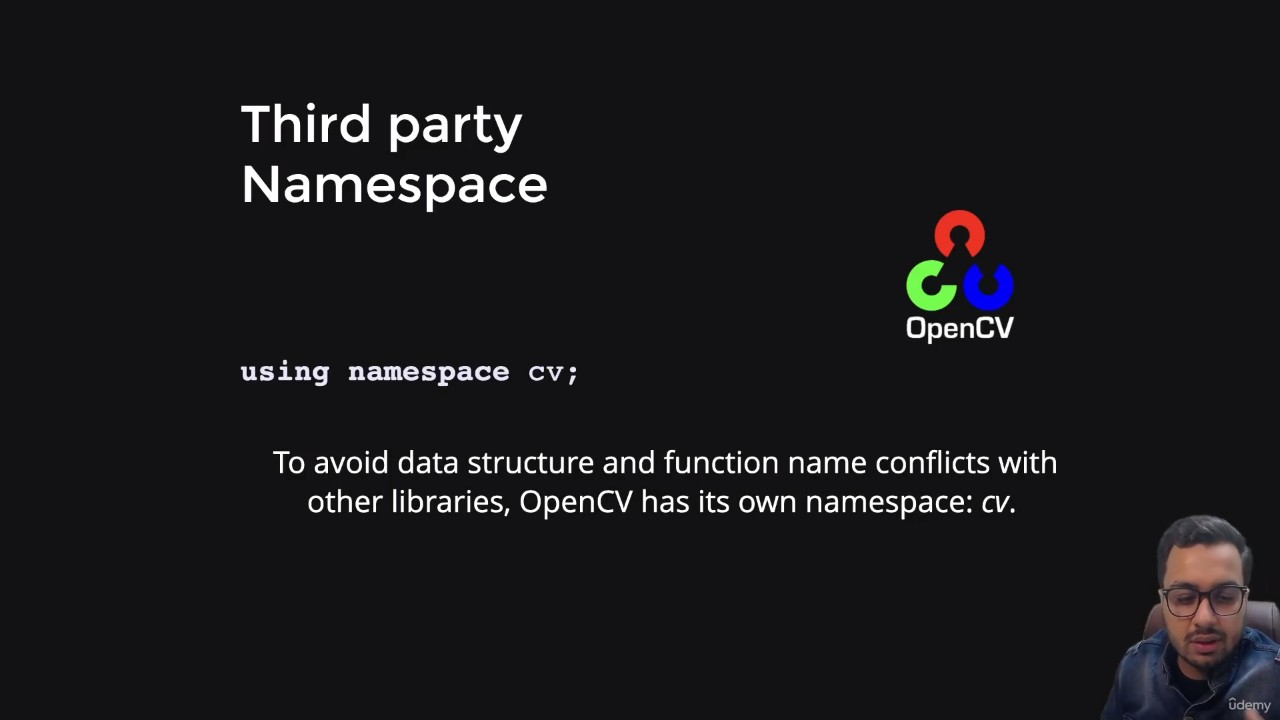 Third party
Namespace
OpenCV
using namespace cv;
To avoid data structure and function name conflicts with
other libraries, OpenCV has its own namespace: cv.
udemy